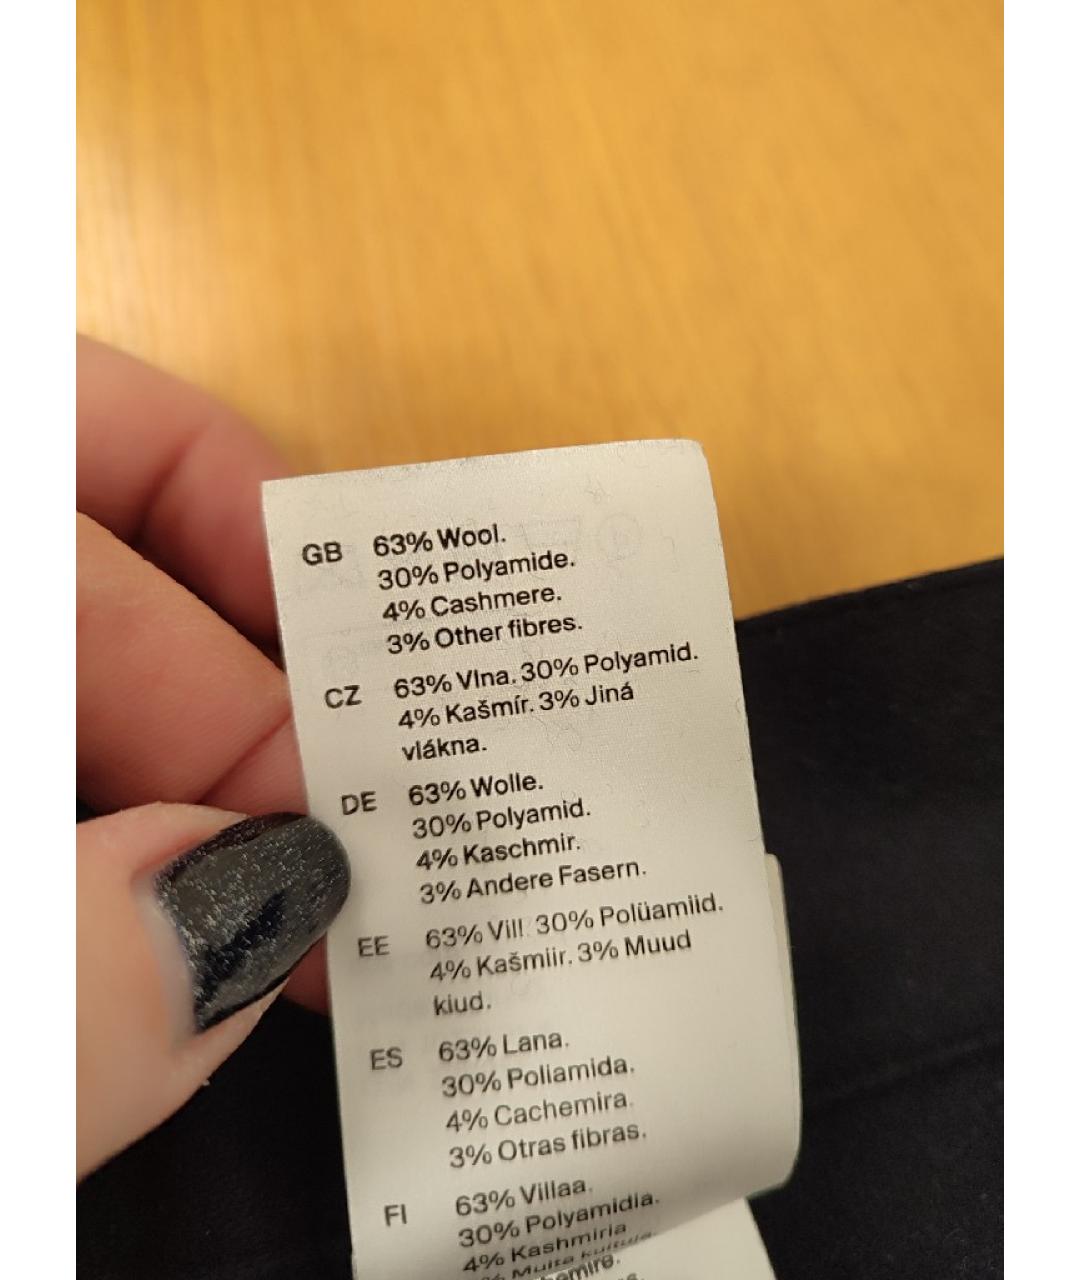 GB 63% Wool.
30% Polyamide.
4% Cashmere.
3% Other fibres.
CZ 63% Vlna. 30% Polyamid.
4% Kašmír. 3% Jiná
vlákna.
DE 63% Wolle.
30% Polyamid.
4% Kaschmir.
3% Andere Fasern.
EE 63% Vill. 30% Polüamiid.
4% Kašmiir. 3% Muud
kiud.
ES 63% Lana.
30% Poliamida.
4% Cachemira.
3% Otras fibras.
FI 63% Villaa.
30% Polyamidia.
4% Kashmiria
% Muita kuituja.